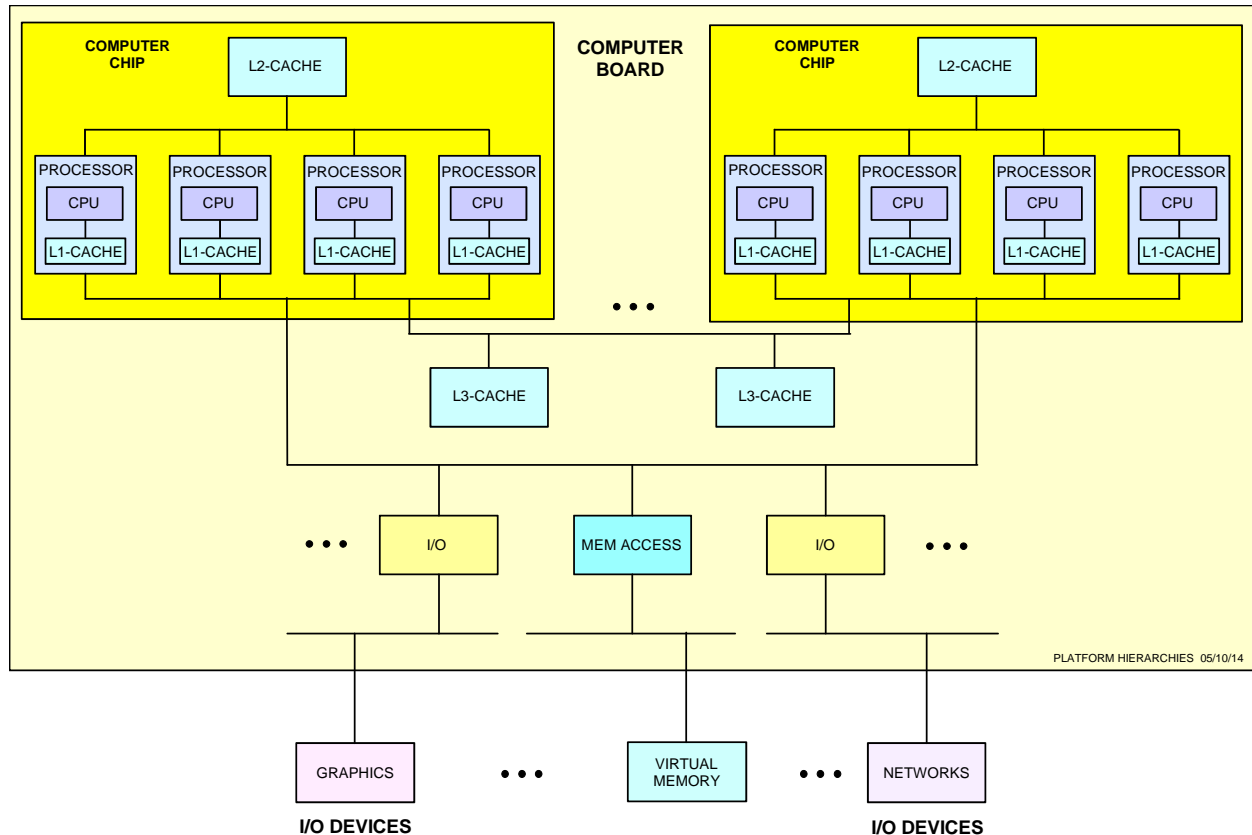 COMPUTER
CHIP
L2-CACHE
COMPUTER
BOARD
COMPUTER
CHIP
L2-CACHE
PROCESSOR
PROCESSOR
PROCESSOR
PROCESSOR
PROCESSOR
PROCESSOR
PROCESSOR
PROCESSOR
CPU
CPU
CPU
CPU
CPU
CPU
CPU
CPU
L1-CACHE
L1-CACHE
L1-CACHE
L1-CACHE
L1-CACHE
L1-CACHE
L1-CACHE
L1-CACHE
L3-CACHE
L3-CACHE
I/O
MEM ACCESS
I/O
PLATFORM HIERARCHIES 05/10/14
GRAPHICS
VIRTUAL
MEMORY
NETWORKS
I/O DEVICES
I/O DEVICES